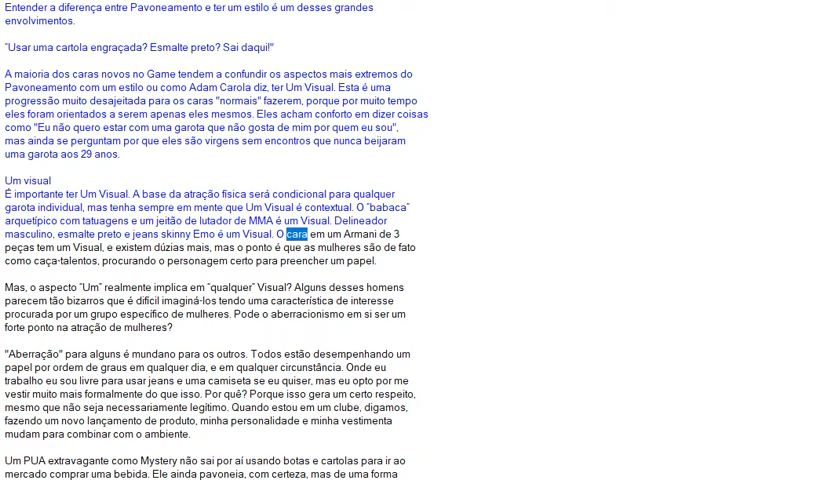 Entender a diferença entre Pavoneamento e ter um estilo é um desses grandes
envolvimentos.
"Usar uma cartola engraçada? Esmalte preto? Sai daqui!"
A maioria dos caras novos no Game tendem a confundir os aspectos mais extremos do
Pavoneamento com um estilo ou como Adam Carola diz, ter Um Visual. Esta é uma
progressão muito desajeitada para os caras "normais" fazerem, porque por muito tempo
eles foram orientados a serem apenas eles mesmos. Eles acham conforto em dizer coisas
como "Eu não quero estar com uma garota que não gosta de mim por quem eu sou",
mas ainda se perguntam por que eles são virgens sem encontros que nunca beijaram
uma garota aos 29 anos.
Um visual
É importante ter Um Visual. A base da atração física será condicional para qualquer
garota individual, mas tenha sempre em mente que Um Visual é contextual. O "babaca"
arquetípico com tatuagens e um jeitão de lutador de MMA é um Visual. Delineador
masculino, esmalte preto e jeans skinny Emo é um Visual. O cara em um Armani de 3
peças tem um Visual, e existem dúzias mais, mas o ponto é que as mulheres são de fato
como caça-talentos, procurando o personagem certo para preencher um papel.
Mas, o aspecto "Um" realmente implica em "qualquer" Visual? Alguns desses homens
parecem tão bizarros que é difícil imaginá-los tendo uma característica de interesse
procurada por um grupo específico de mulheres. Pode o aberracionismo em si ser um
forte ponto na atração de mulheres?
"Aberração" para alguns é mundano para os outros. Todos estão desempenhando um
papel por ordem de graus em qualquer dia, e em qualquer circunstância. Onde eu
trabalho eu sou livre para usar jeans e uma camiseta se eu quiser, mas eu opto por me
vestir muito mais formalmente do que isso. Por quê? Porque isso gera um certo respeito,
mesmo que não seja necessariamente legítimo. Quando estou em um clube, digamos,
fazendo um novo lançamento de produto, minha personalidade e minha vestimenta
mudam para combinar com o ambiente.
Um PUA extravagante como Mystery não sai por aí usando botas e cartolas para ir ao
mercado comprar uma bebida. Ele ainda pavoneia, com certeza, mas de uma forma